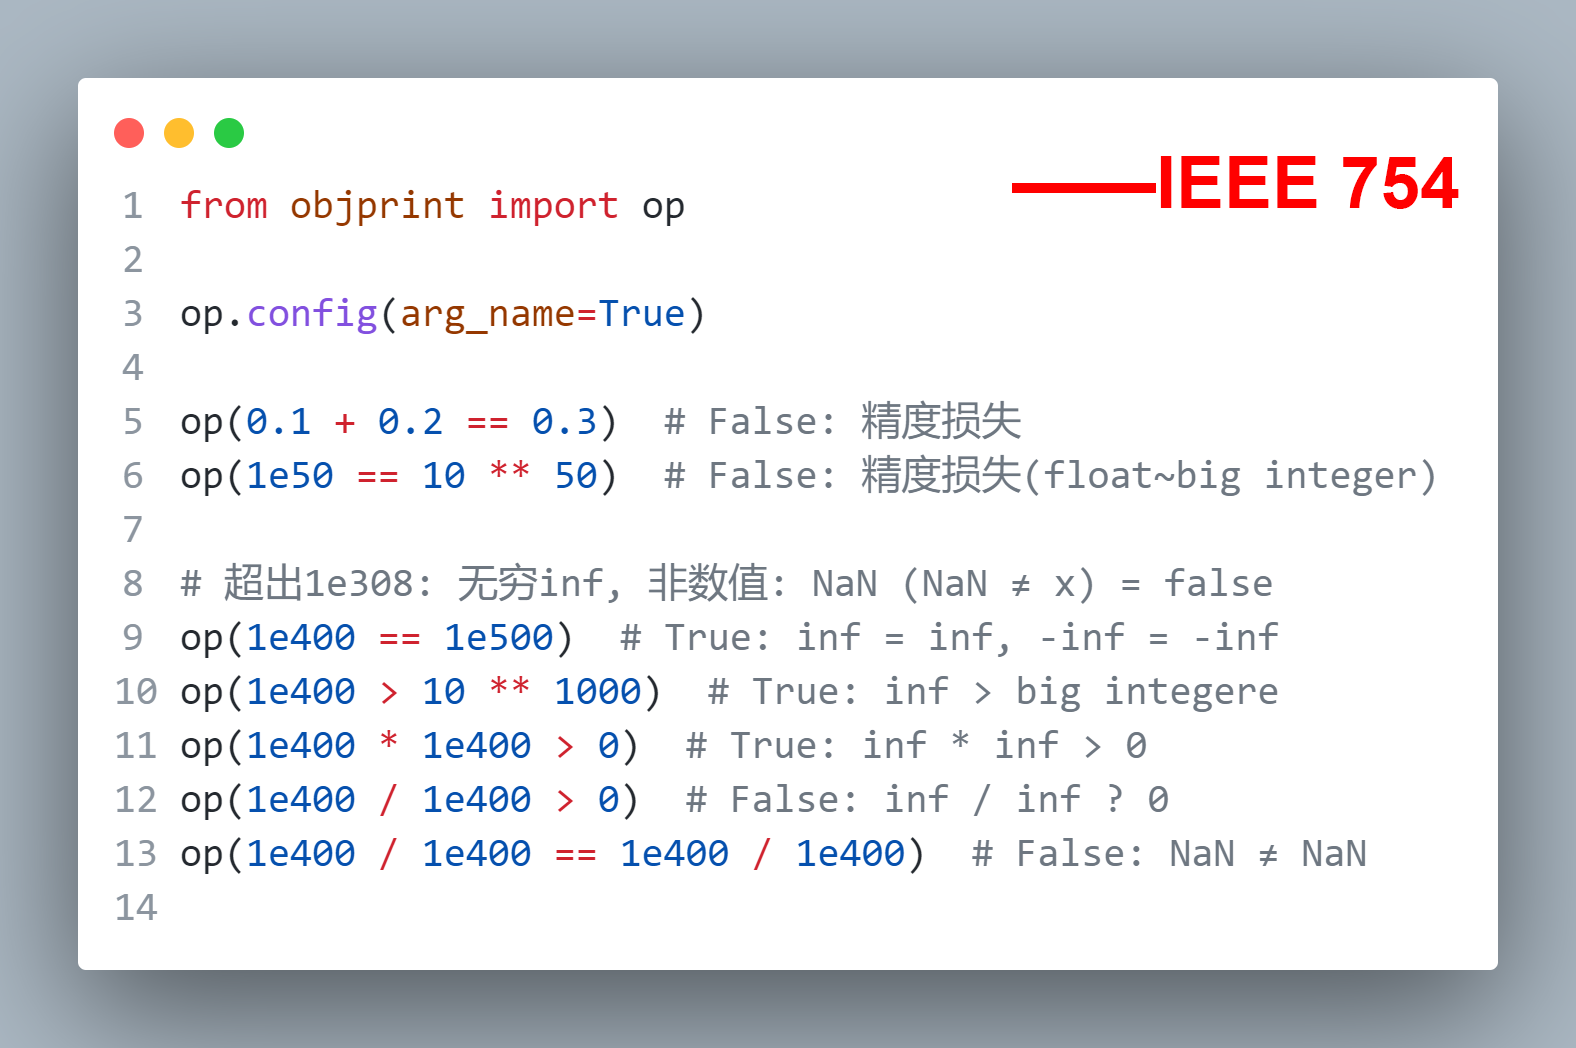 ——IEEE 754
1 from objprint import op
2
3 op.config(arg_name=True)
4
5 op(0.1 + 0.2 == 0.3)  # False: 精度损失
6 op(1e50 == 10 ** 50)  # False: 精度损失(float~big integer)
7
8 # 超出1e308: 无穷inf, 非数值: NaN (NaN ≠ x) = false
9 op(1e400 == 1e500)  # True: inf = inf, -inf = -inf
10 op(1e400 > 10 ** 1000)  # True: inf > big integere
11 op(1e400 * 1e400 > 0)  # True: inf * inf > 0
12 op(1e400 / 1e400 > 0)  # False: inf / inf ? 0
13 op(1e400 / 1e400 == 1e400 / 1e400)  # False: NaN ≠ NaN
14